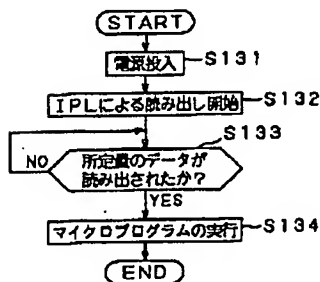 START
電源投入
S131
IPLによる読み出し開始
S132
S133
所定値のデータが
読み出されたか?
NO
YES
マイクロプログラムの実行
S134
END